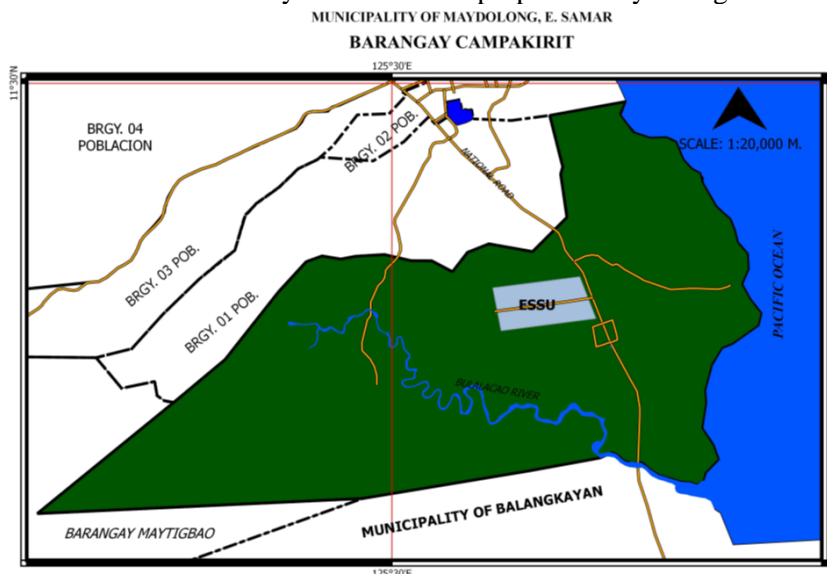 MUNICIPALITY OF MAYDOLONG, E. SAMAR
BARANGAY CAMPAKIRIT
125°30'E
11°30'N
BRGY. 04
POBLACION
BRGY. 02 POB.
SCALE: 1:20,000 M.
NATIONAL ROAD
BRGY. 03 POB.
PACIFIC OCEAN
BRGY. 01 POB.
ESSU
BULALACAO RIVER
MUNICIPALITY OF BALANGKAYAN
BARANGAY MAYTIGBAO
125°30'E